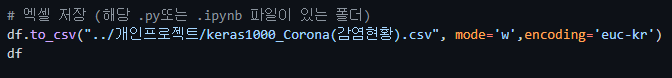 # 엑셀 저장 (해당 .py또는 .ipynb 파일이 있는 폴더)
df.to_csv("../개인프로젝트/keras1000_Corona(감염현황).csv", mode='w',encoding='euc-kr')
df